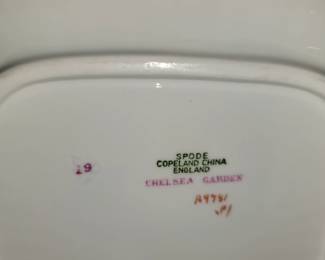 SPODE
COPELAND CHINA
ENGLAND
CHELSEA GARDEN
19